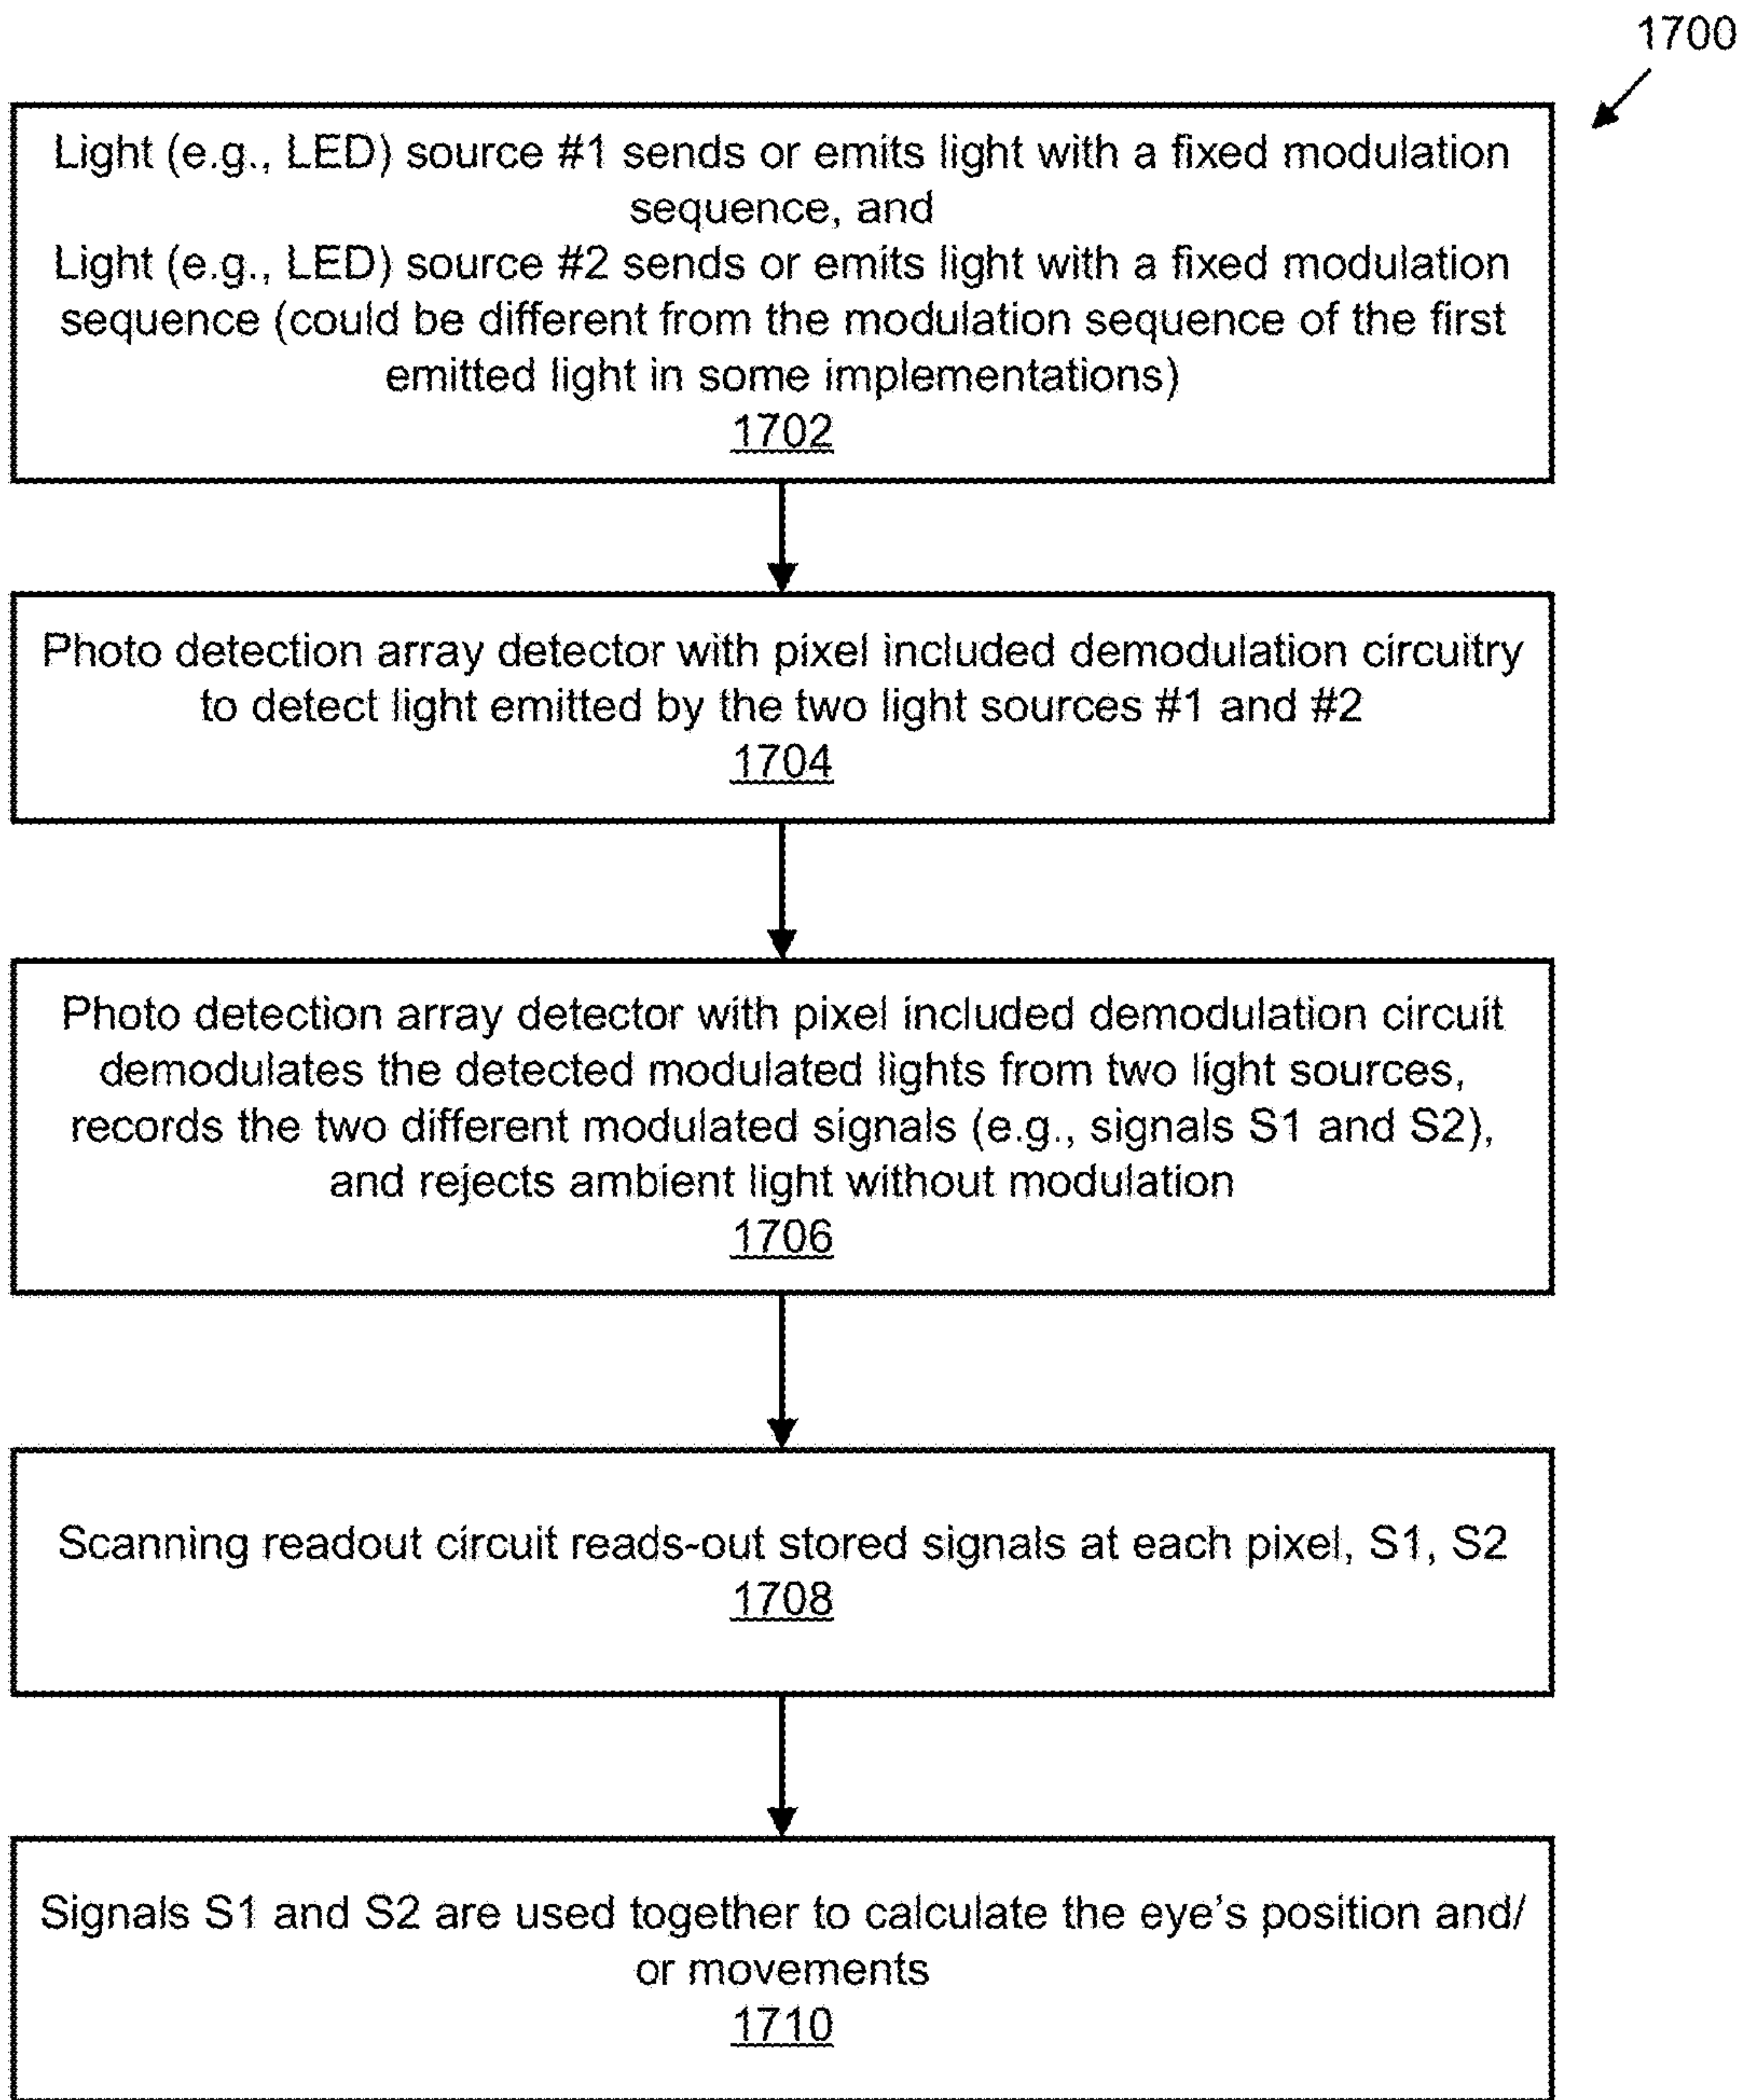 1700
Light (e.g., LED) source #1 sends or emits light with a fixed modulation
sequence, and
Light (e.g., LED) source #2 sends or emits light with a fixed modulation
sequence (could be different from the modulation sequence of the first
emitted light in some implementations)
1702
Photo detection array detector with pixel included demodulation circuitry
to detect light emitted by the two light sources #1 and #2
1704
Photo detection array detector with pixel included demodulation circuit
demodulates the detected modulated lights from two light sources,
records the two different modulated signals (e.g., signals S1 and S2),
and rejects ambient light without modulation
1706
Scanning readout circuit reads-out stored signals at each pixel, S1, S2
1708
Signals S1 and S2 are used together to calculate the eye's position and/
or movements
1710